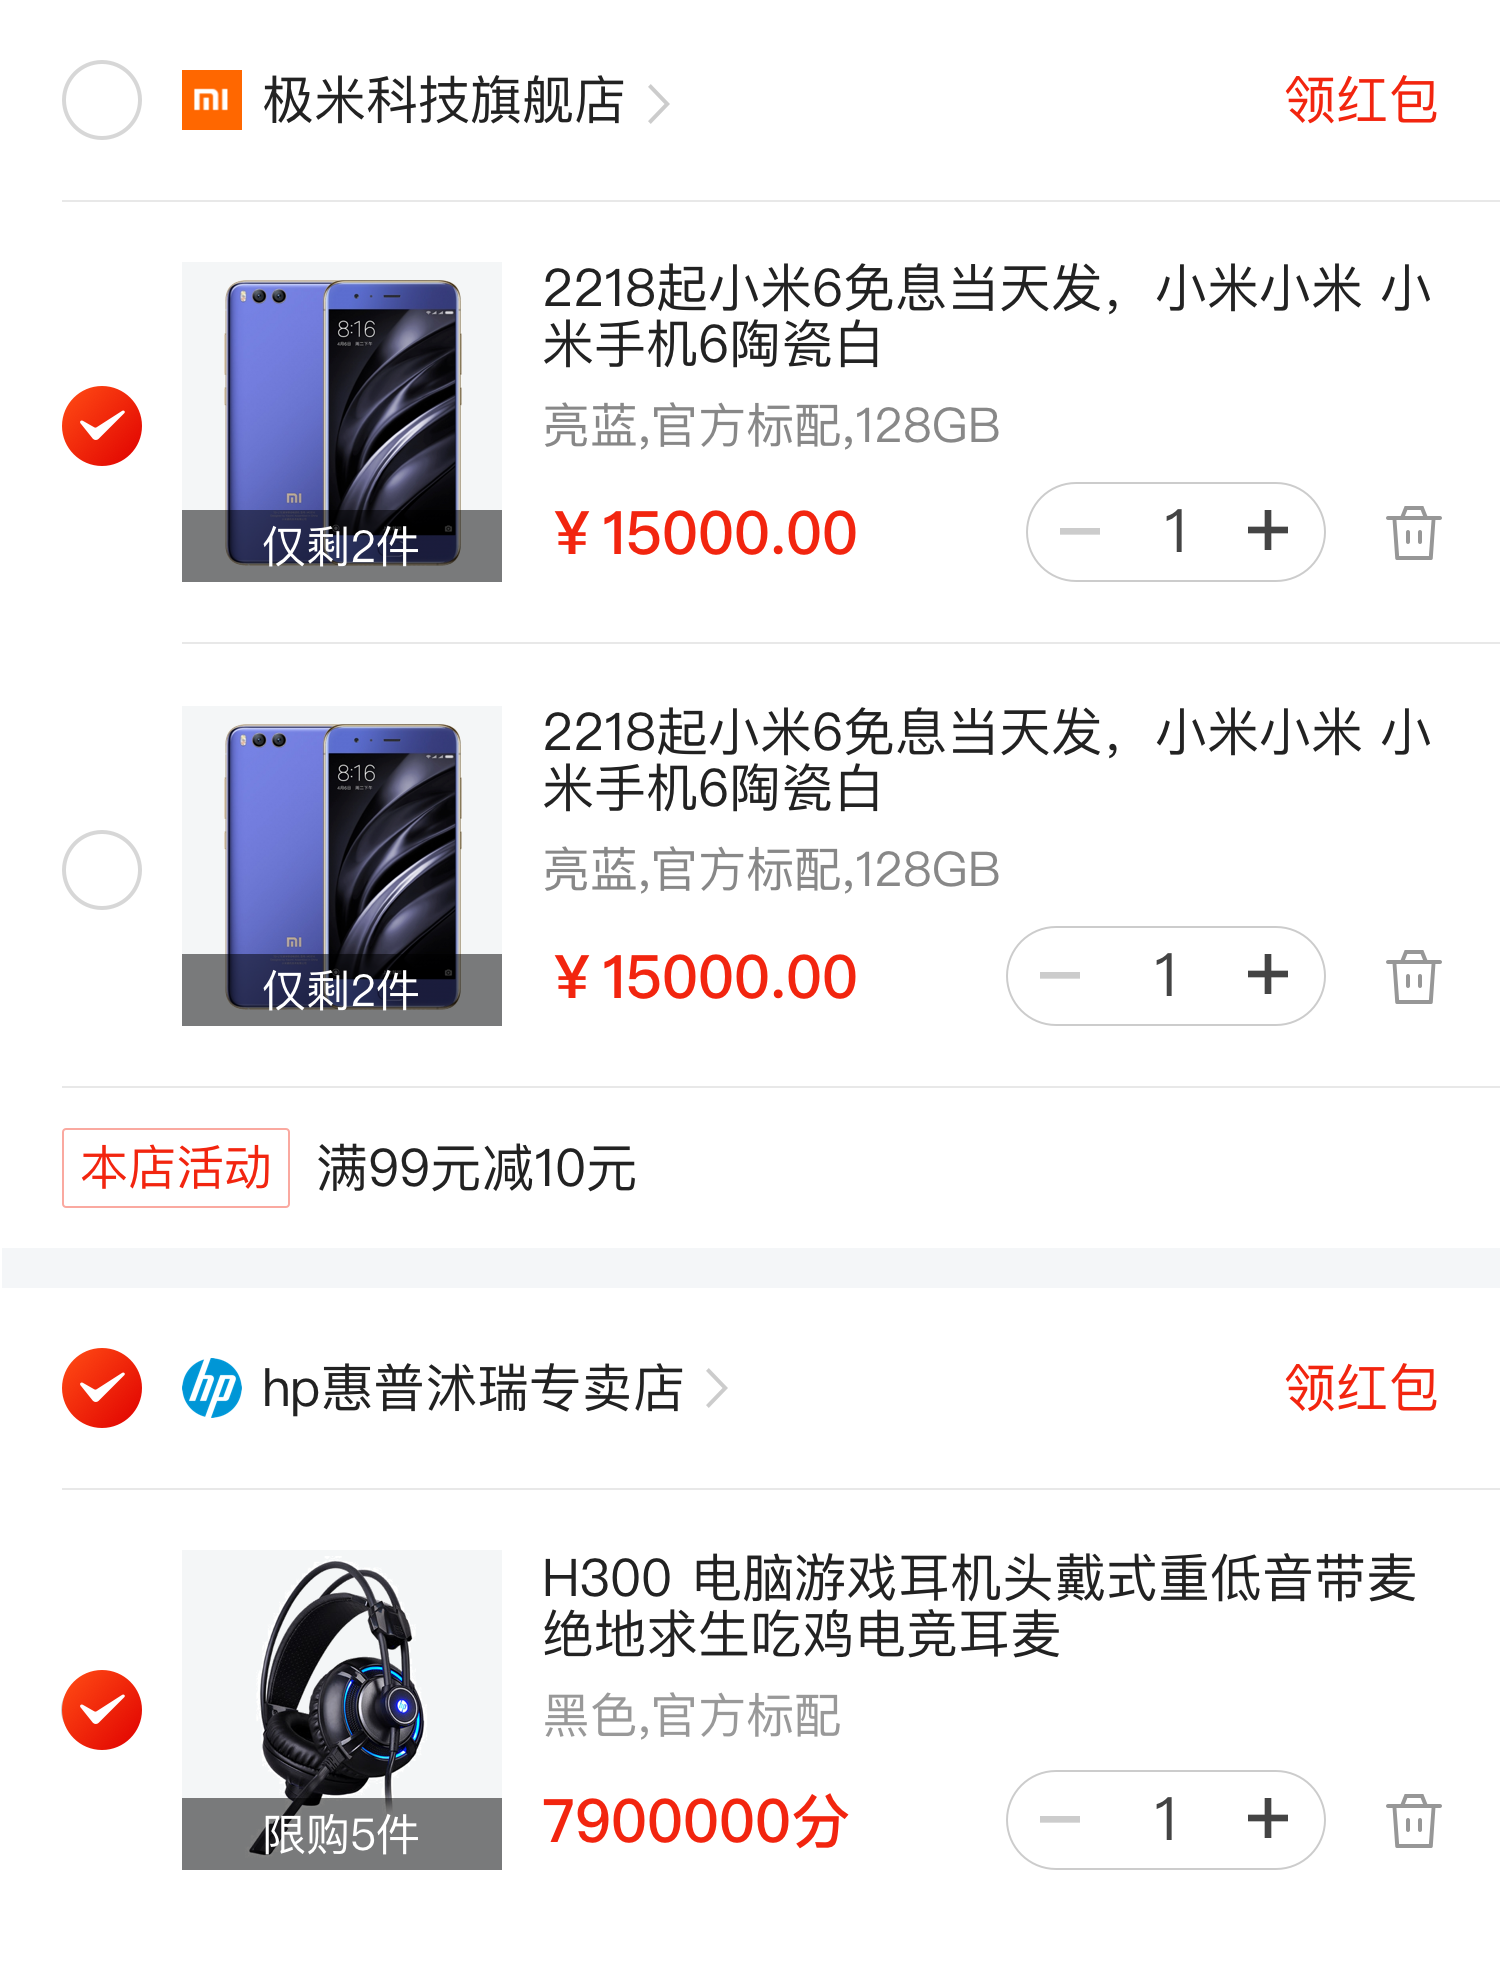 极米科技旗舰店
领红包
2218起小米6免息当天发，小米小米 小
米手机6陶瓷白
亮蓝,官方标配,128GB
8:16
仅剩2件
¥ 15000.00
1
2218起小米6免息当天发，小米小米 小
米手机6陶瓷白
亮蓝,官方标配,128GB
8:16
仅剩2件
¥ 15000.00
1
本店活动 满99元减10元
hp惠普沭瑞专卖店
领红包
H300 电脑游戏耳机头戴式重低音带麦
绝地求生吃鸡电竞耳麦
黑色,官方标配
限购5件
7900000分
1